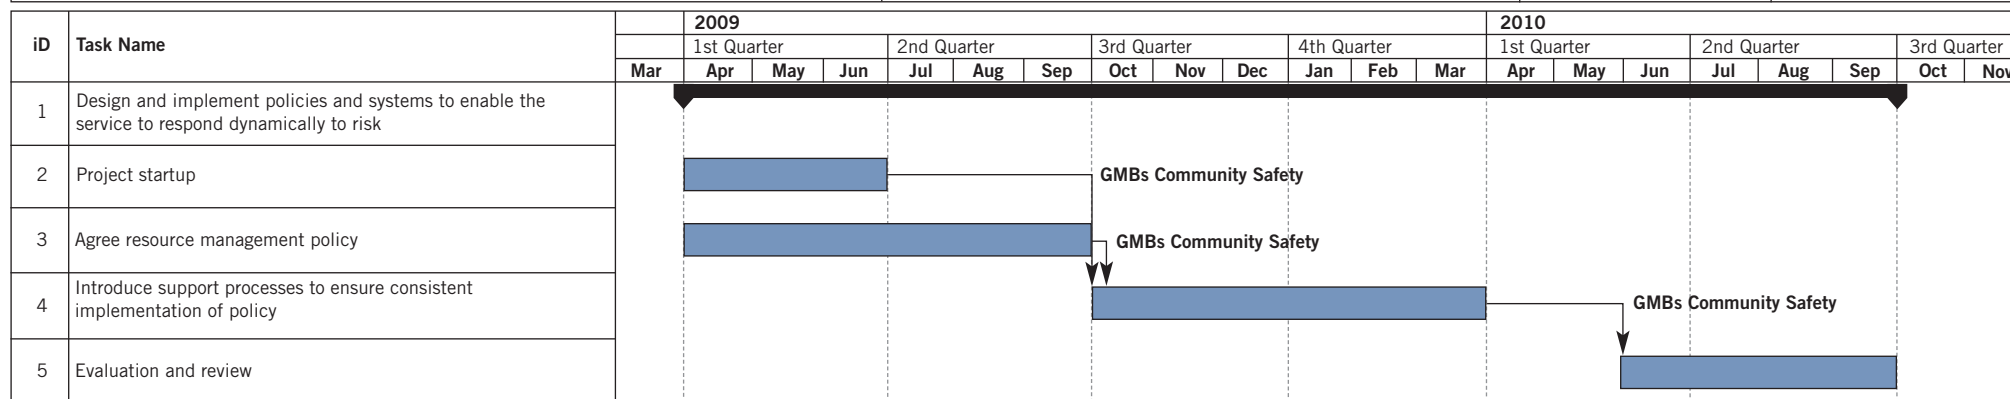 2009 2010
iD Task Name 1st Quarter 2nd Quarter 3rd Quarter 4th Quarter 1st Quarter 2nd Quarter 3rd Quarter
Mar Apr May Jun Jul Aug Sep Oct Nov Dec Jan Feb Mar Apr May Jun Jul Aug Sep Oct Nov
1 Design and implement policies and systems to enable the
service to respond dynamically to risk
2 Project startup GMBs Community Safety
3 Agree resource management policy GMBs Community Safety
4 Introduce support processes to ensure consistent
implementation of policy GMBs Community Safety
5 Evaluation and review